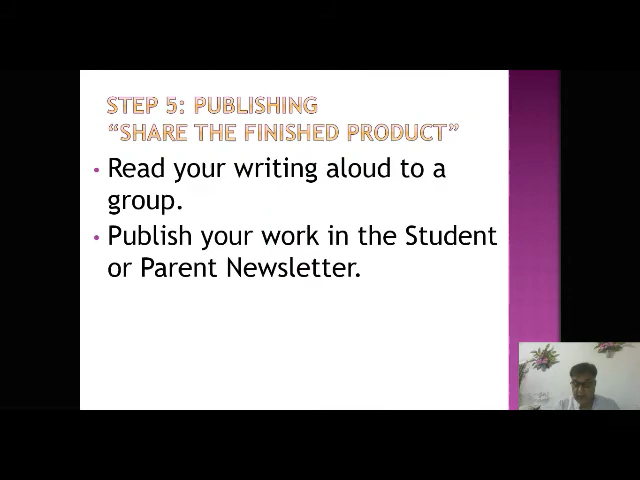 STEP 5: PUBLISHING
“SHARE THE FINISHED PRODUCT”
• Read your writing aloud to a
group.
• Publish your work in the Student
or Parent Newsletter.